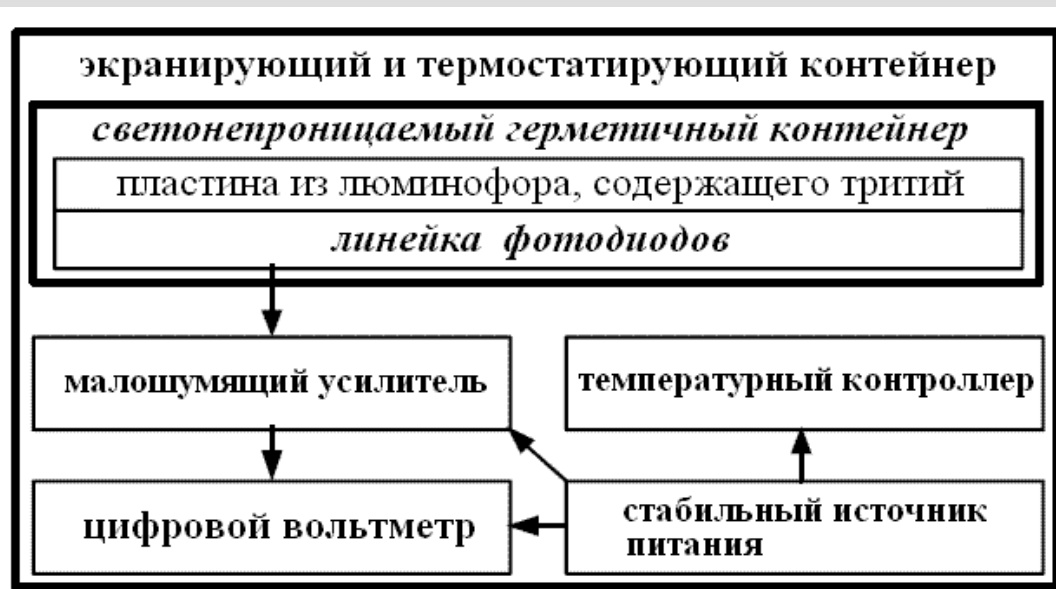 экранирующий и термостатирующий контейнер
светонепроницаемый герметичный контейнер
пластина из люминофора, содержащего тритий
линейка фотодиодов
малошумящий усилитель
температурный контроллер
цифровой вольтметр
стабильный источник
питания